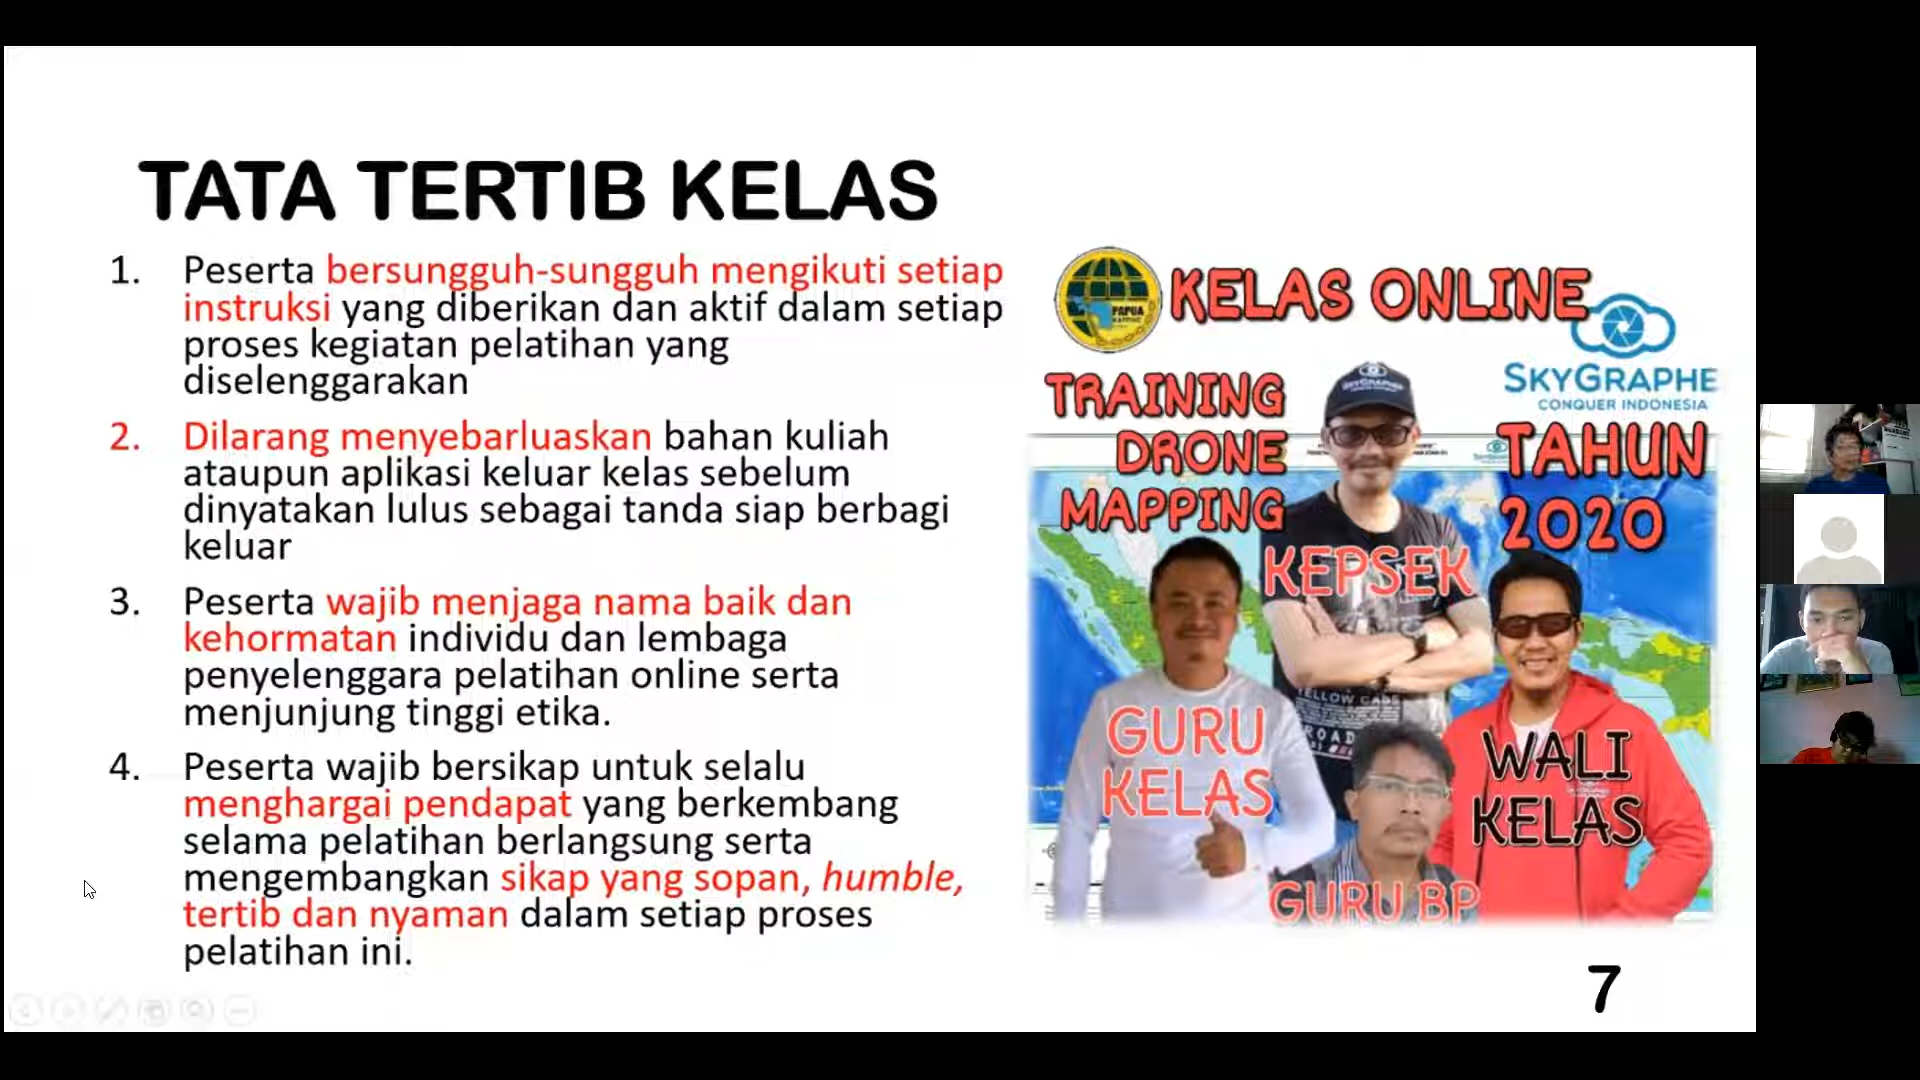 TATA TERTIB KELAS
1. Peserta bersungguh-sungguh mengikuti setiap
instruksi yang diberikan dan aktif dalam setiap
proses kegiatan pelatihan yang
diselenggarakan
2. Dilarang menyebarluaskan bahan kuliah
ataupun aplikasi keluar kelas sebelum
dinyatakan lulus sebagai tanda siap berbagi
keluar
3. Peserta wajib menjaga nama baik dan
kehormatan individu dan lembaga
penyelenggara pelatihan online serta
menjunjung tinggi etika.
4. Peserta wajib bersikap untuk selalu
menghargai pendapat yang berkembang
selama pelatihan berlangsung serta
mengembangkan sikap yang sopan, humble,
tertib dan nyaman dalam setiap proses
pelatihan ini.
PAPUA
KELAS ONLINE
SKYGRAPHE
CONQUER INDONESIA
TRAINING
DRONE
MAPPING
TAHUN
2020
KEPSEK
GURU
KELAS
WALI
KELAS
GURU BP
7